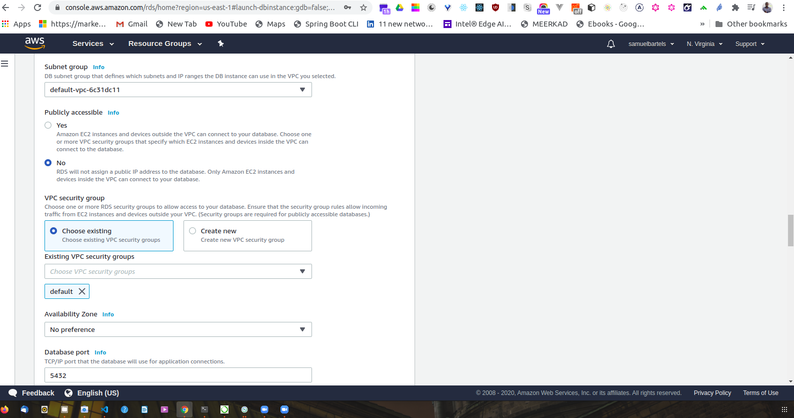 console.aws.amazon.com/rds/home?region=us-east-1#launch-dbinstance:gdb=false;...
Apps
https://marke...
Gmail
New Tab
YouTube
Maps
Spring Boot CLI
11 new netwo...
Intel® Edge AI...
MEERKAD
Ebooks - Goog...
»
Other bookmarks
aws
Services
Resource Groups
samuelbartels
N. Virginia
Support
Subnet group Info
DB subnet group that defines which subnets and IP ranges the DB instance can use in the VPC you selected.
default-vpc-6c31dc11
Publicly accessible Info
Yes
Amazon EC2 instances and devices outside the VPC can connect to your database. Choose one
or more VPC security groups that specify which EC2 instances and devices inside the VPC can
connect to the database.
No
RDS will not assign a public IP address to the database. Only Amazon EC2 instances and
devices inside the VPC can connect to your database.
VPC security group
Choose one or more RDS security groups to allow access to your database. Ensure that the security group rules allow incoming
traffic from EC2 instances and devices outside your VPC. (Security groups are required for publicly accessible databases.)
Choose existing
Choose existing VPC security groups
Create new
Create new VPC security group
Existing VPC security groups
Choose VPC security groups
default
Availability Zone Info
No preference
Database port Info
TCP/IP port that the database will use for application connections.
5432
Feedback
English (US)
© 2008 - 2020, Amazon Web Services, Inc. or its affiliates. All rights reserved.
Privacy Policy
Terms of Use